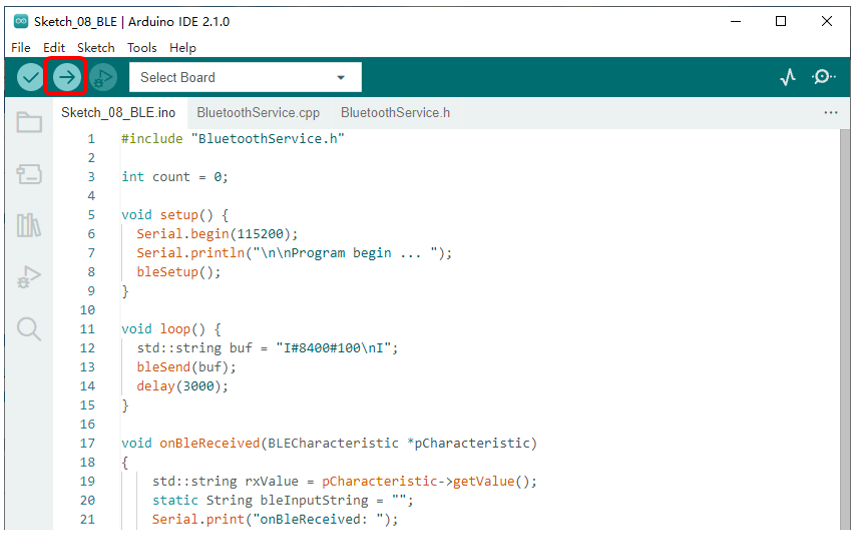 Sketch_08_BLE | Arduino IDE 2.1.0
File Edit Sketch Tools Help
Select Board
Sketch_08_BLE.ino BluetoothService.cpp BluetoothService.h ...
1 #include "BluetoothService.h"
2
3 int count = 0;
4
5 void setup() {
6 Serial.begin(115200);
7 Serial.println("\n\nProgram begin ... ");
8 bleSetup();
9 }
10
11 void loop() {
12 std::string buf = "I#8400#100\nI";
13 bleSend(buf);
14 delay(3000);
15 }
16
17 void onBleReceived(BLECharacteristic *pCharacteristic)
18 {
19 std::string rxValue = pCharacteristic->getValue();
20 static String bleInputString = "";
21 Serial.print("onBleReceived: ");